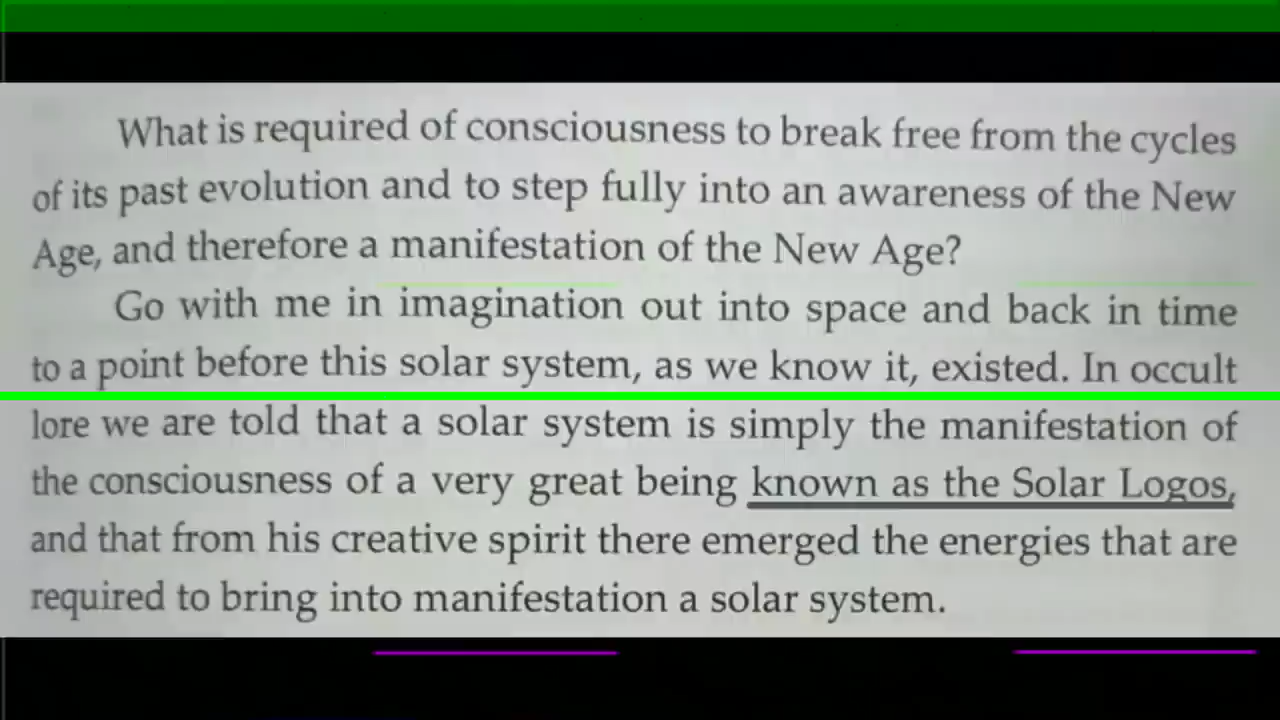 What is required of consciousness to break free from the cycles
of its past evolution and to step fully into an awareness of the New
Age, and therefore a manifestation of the New Age?
Go with me in imagination out into space and back in time
to a point before this solar system, as we know it, existed. In occult
lore we are told that a solar system is simply the manifestation of
the consciousness of a very great being known as the Solar Logos,
and that from his creative spirit there emerged the energies that are
required to bring into manifestation a solar system.